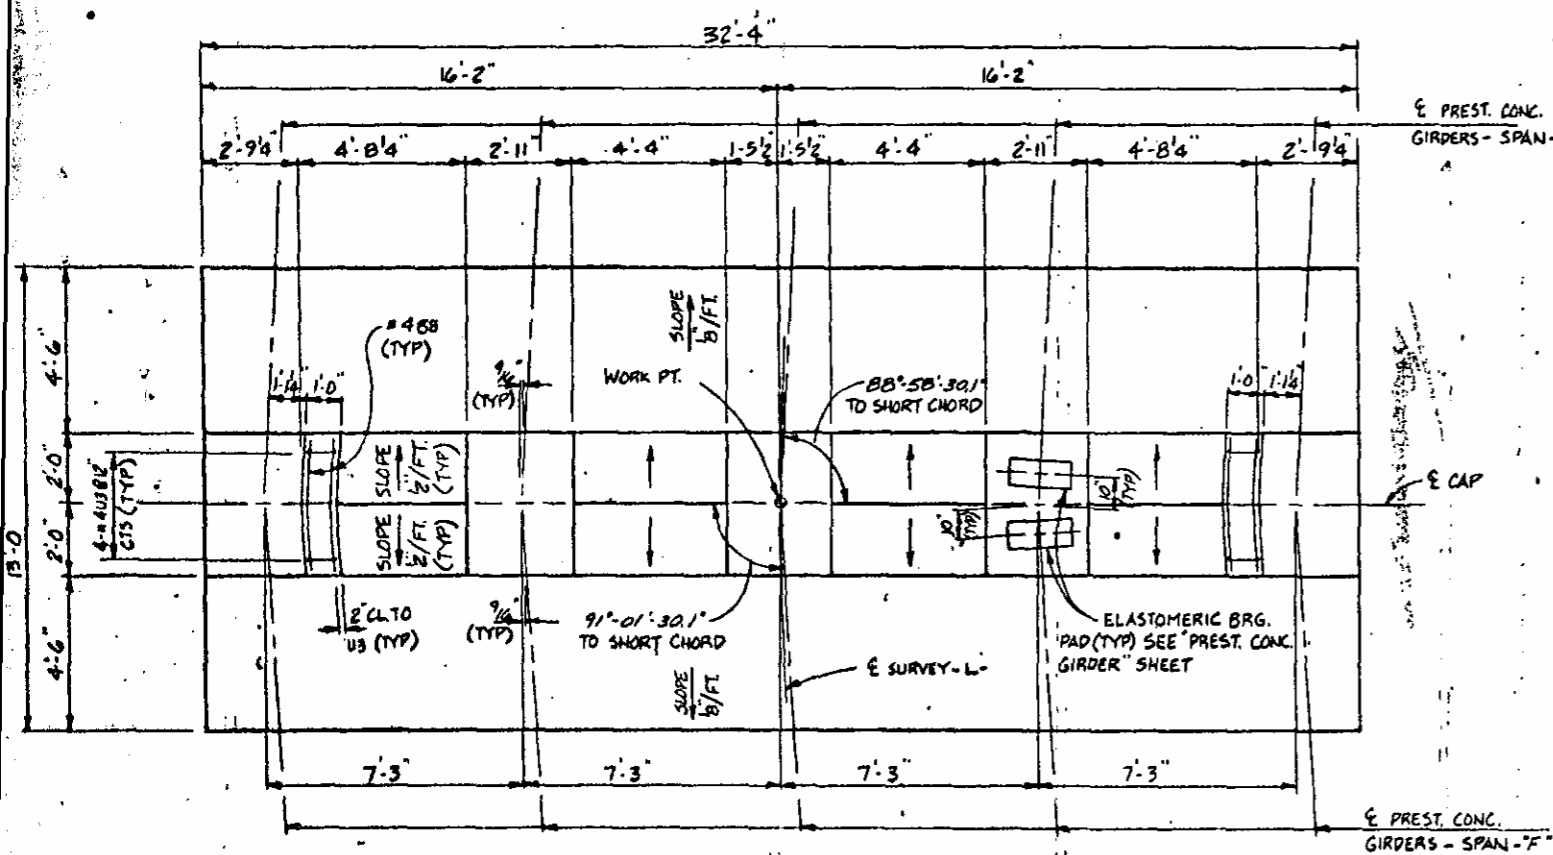 32'-4"
16'-2"
16'-2"
℄ PREST. CONC.
GIRDERS - SPAN-
2'-9¼"
4'-8¼"
2'-11"
4'-4"
1'-5½"
1'-5½"
4'-4"
2'-11"
4'-8¼"
2'-9¼"
SLOPE
⅛"/FT.
#4 
(TYP)
4'-6"
1'-1¼"
1'-0"
9/16"
(TYP)
WORK PT.
88°-58'-30.1"
TO SHORT CHORD
1'-0"
1'-1¼"
2'-0"
SLOPE
½"/FT.
(TYP)
10"
(TYP)
℄ CAP
13'-0
4-#4U3@12"
CTS (TYP)
2'-0"
SLOPE
½"/FT.
(TYP)
10"
(TYP)
2" CL. TO
U3 (TYP)
9/16"
(TYP)
91°-01'-30.1"
TO SHORT CHORD
ELASTOMERIC BRG.
PAD (TYP) SEE "PREST. CONC.
GIRDER" SHEET
4'-6"
℄ SURVEY-L-
SLOPE
⅛"/FT.
7'-3"
7'-3"
7'-3"
7'-3"
℄ PREST. CONC.
GIRDERS - SPAN-"F"